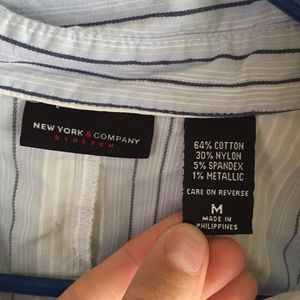 NEW YORK & COMPANY
STRETCH
64% COTTON
30% NYLON
5% SPANDEX
1% METALLIC
CARE ON REVERSE
M
MADE IN
PHILIPPINES